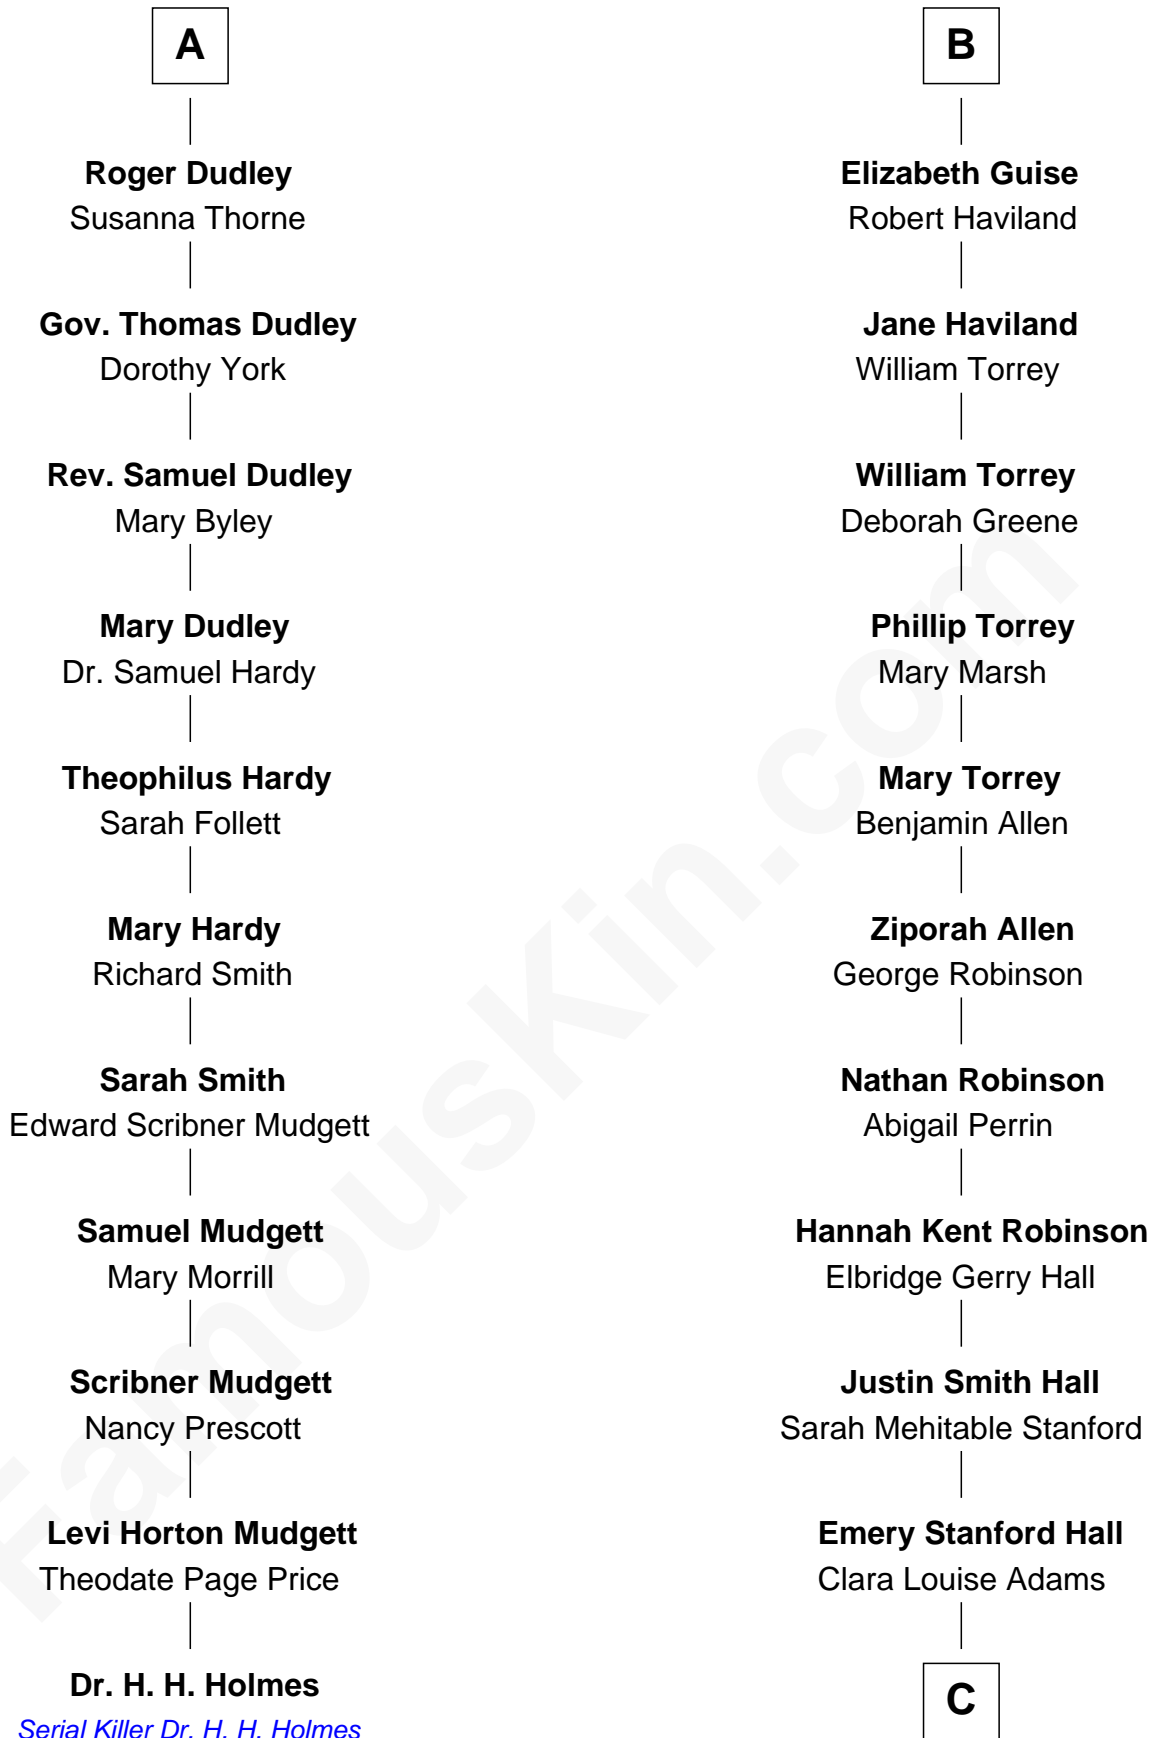 A
Roger Dudley
Susanna Thorne
Gov. Thomas Dudley
Dorothy York
Rev. Samuel Dudley
Mary Byley
Mary Dudley
Dr. Samuel Hardy
Theophilus Hardy
Sarah Follett
Mary Hardy
Richard Smith
Sarah Smith
Edward Scribner Mudgett
Samuel Mudgett
Mary Morrill
Scribner Mudgett
Nancy Prescott
Levi Horton Mudgett
Theodate Page Price
Dr. H. H. Holmes
Serial Killer Dr. H. H. Holmes
B
Elizabeth Guise
Robert Haviland
Jane Haviland
William Torrey
William Torrey
Deborah Greene
Phillip Torrey
Mary Marsh
Mary Torrey
Benjamin Allen
Ziporah Allen
George Robinson
Nathan Robinson
Abigail Perrin
Hannah Kent Robinson
Elbridge Gerry Hall
Justin Smith Hall
Sarah Mehitable Stanford
Emery Stanford Hall
Clara Louise Adams
C
FamousKin.com